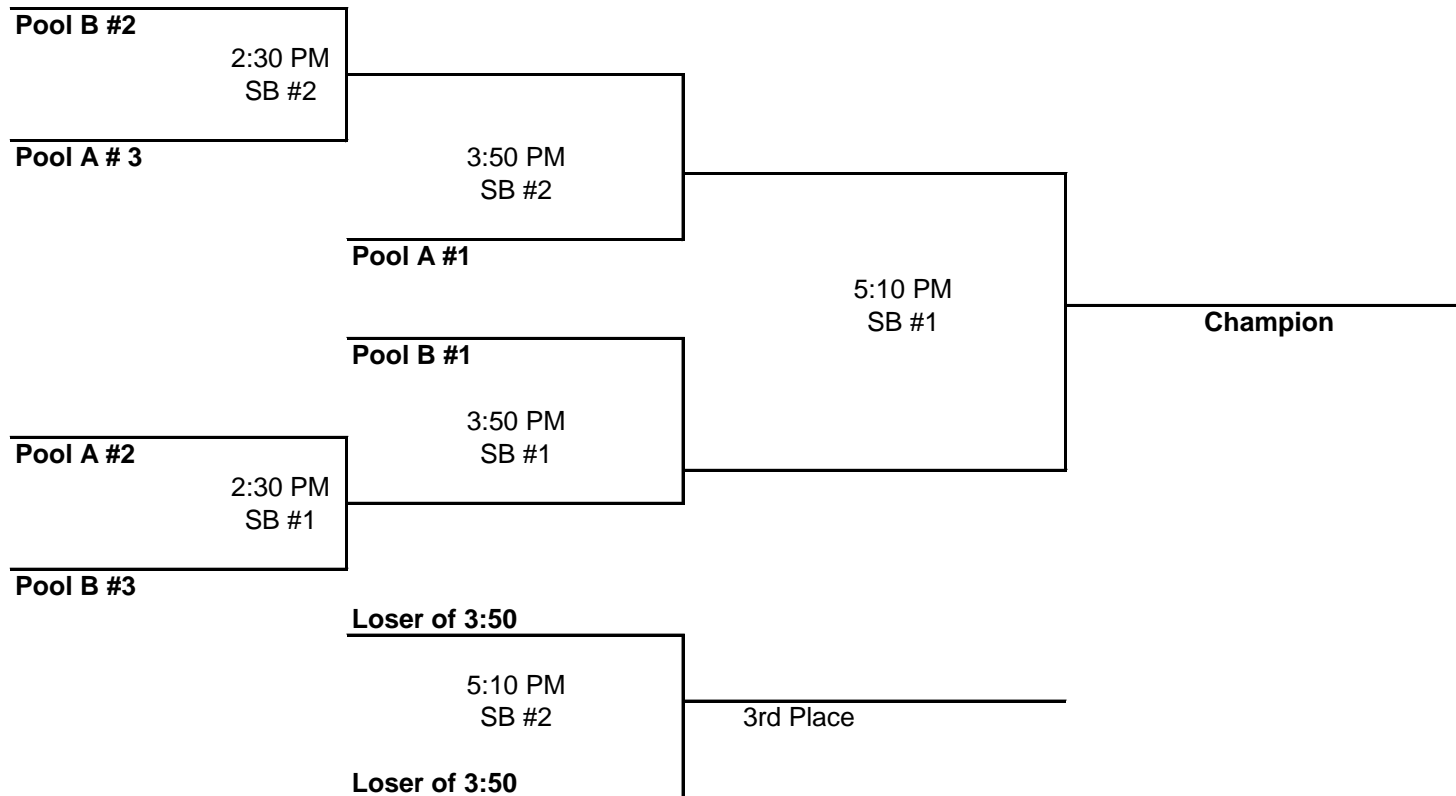 Pool B #2
2:30 PM
SB #2
Pool A # 3
3:50 PM
SB #2
Pool A #1
5:10 PM
SB #1
Champion
Pool B #1
3:50 PM
SB #1
Pool A #2
2:30 PM
SB #1
Pool B #3
Loser of 3:50
5:10 PM
SB #2
3rd Place
Loser of 3:50